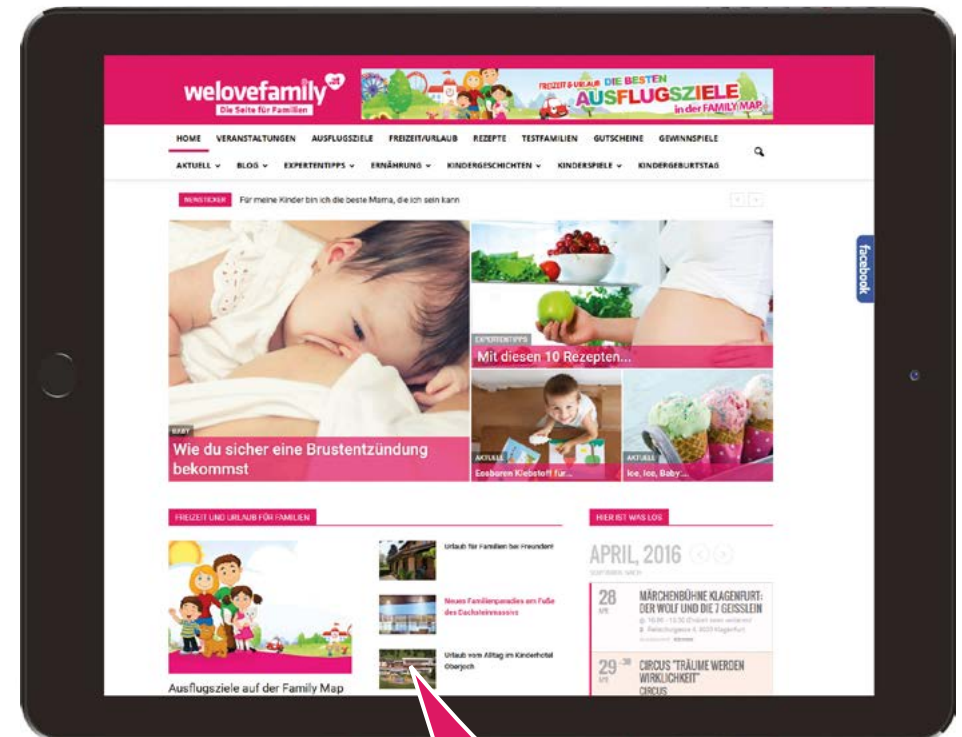 welovefamily.at
Die Seite für Familien
FREIZEIT & URLAUB DIE BESTEN
AUSFLUGSZIELE
in der FAMILY MAP
HOME VERANSTALTUNGEN AUSFLUGSZIELE FREIZEIT/URLAUB REZEPTE TESTFAMILIEN GUTSCHEINE GEWINNSPIELE
AKTUELL BLOG EXPERTENTIPPS ERNÄHRUNG KINDERGESCHICHTEN KINDERSPIELE KINDERGEBURTSTAG
NEWSTICKER Für meine Kinder bin ich die beste Mama, die ich sein kann
facebook
BABY
Wie du sicher eine Brustentzündung
bekommst
EXPERTENTIPPS
Mit diesen 10 Rezepten...
AKTUELL
Essbaren Klebstoff für...
AKTUELL
Ice, Ice, Baby...
FREIZEIT UND URLAUB FÜR FAMILIEN
Ausflugsziele auf der Family Map
Urlaub für Familien bei Freunden!
Neues Familienparadies am Fuße
des Dachsteinmassivs
Urlaub vom Alltag im Kinderhotel
Oberjoch
HIER IST WAS LOS
APRIL, 2016
28
APR
MÄRCHENBÜHNE KLAGENFURT:
DER WOLF UND DIE 7 GEISSLEIN
29 -30
APR
CIRCUS "TRÄUME WERDEN
WIRKLICHKEIT"
CIRCUS